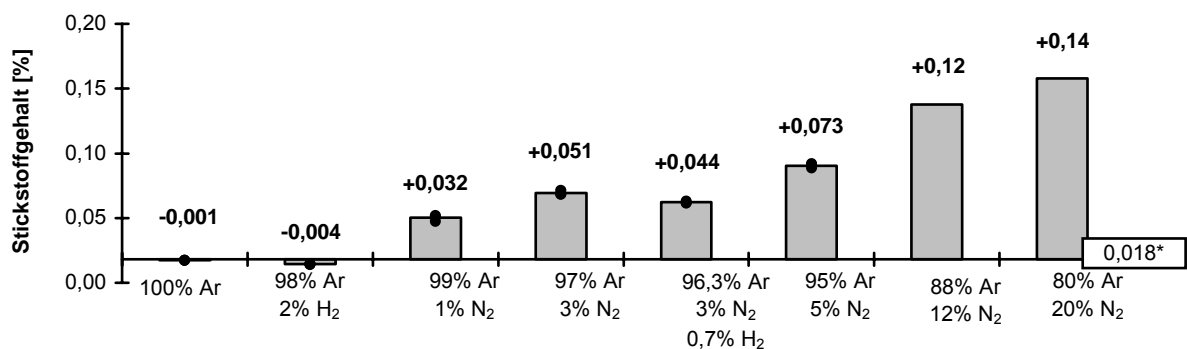 Stickstoffgehalt [%]
0,20
0,15
0,10
0,05
0,00
-0,001
-0,004
+0,032
+0,051
+0,044
+0,073
+0,12
+0,14
0,018*
100% Ar
98% Ar
2% H₂
99% Ar
1% N₂
97% Ar
3% N₂
96,3% Ar
3% N₂
0,7% H₂
95% Ar
5% N₂
88% Ar
12% N₂
80% Ar
20% N₂